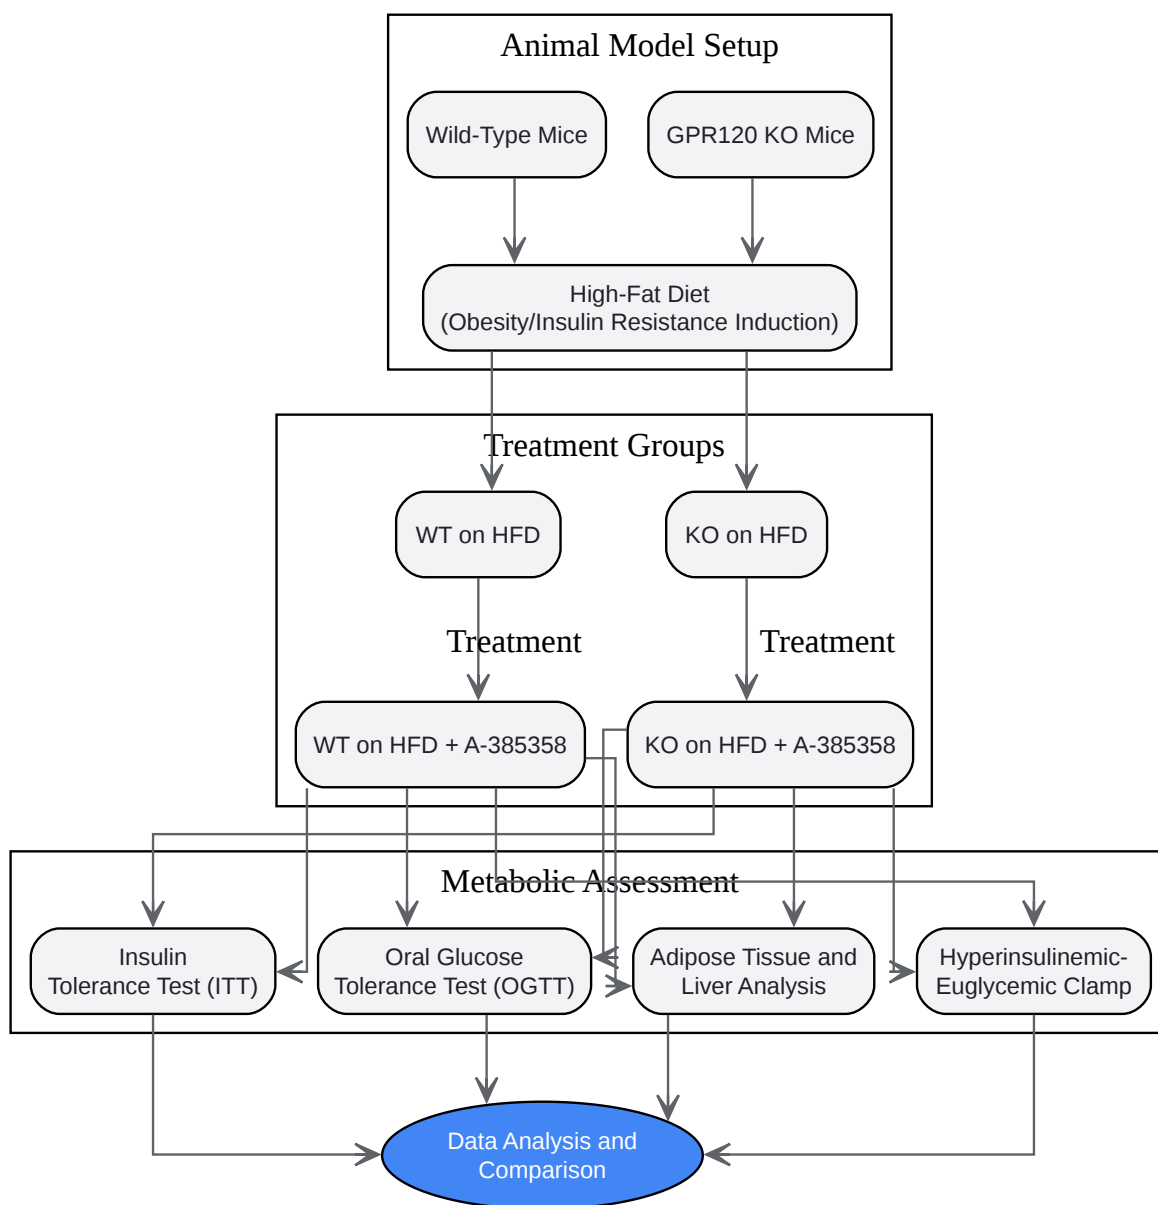 Animal Model Setup
Wild-Type Mice
GPR120 KO Mice
High-Fat Diet
(Obesity/Insulin Resistance Induction)
Treatment Groups
WT on HFD
KO on HFD
Treatment
Treatment
WT on HFD + A-385358
KO on HFD + A-385358
Metabolic Assessment
Insulin
Tolerance Test (ITT)
Oral Glucose
Tolerance Test (OGTT)
Adipose Tissue and
Liver Analysis
Hyperinsulinemic-
Euglycemic Clamp
Data Analysis and
Comparison